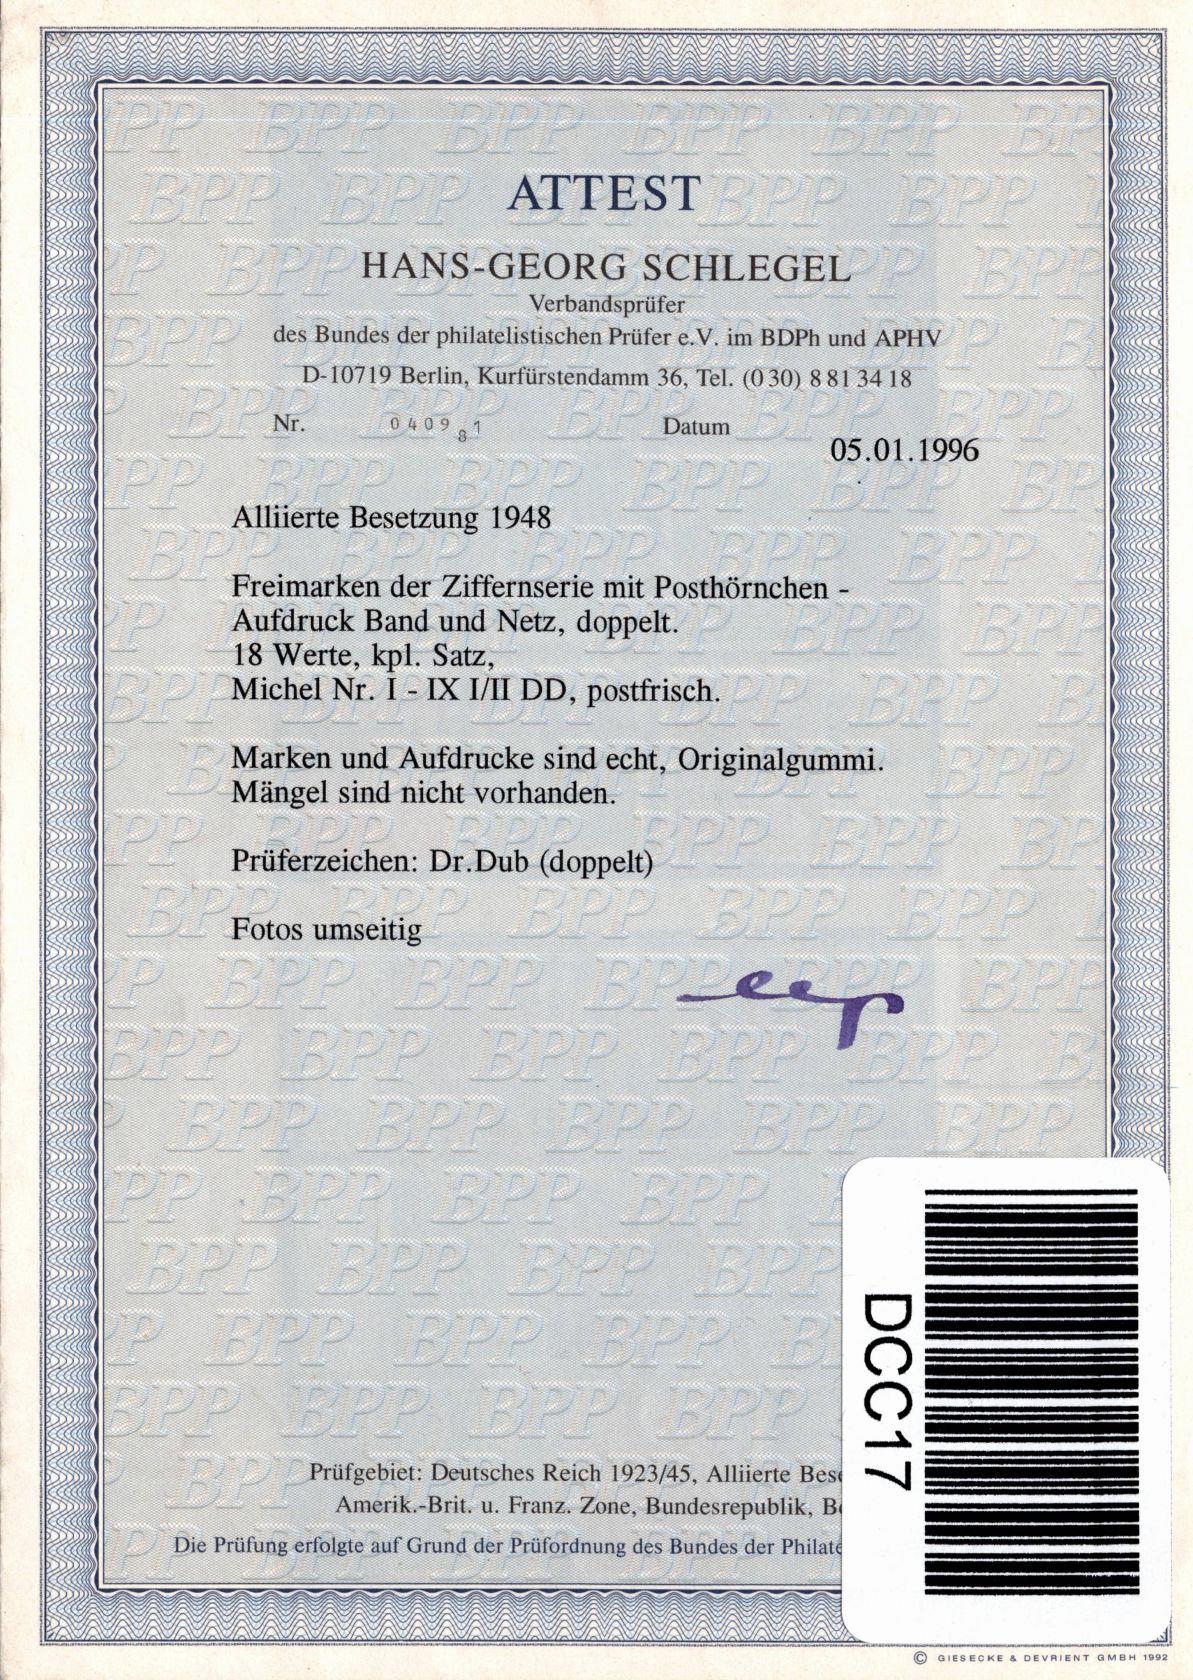 ATTEST
HANS-GEORG SCHLEGEL
Verbandsprüfer
des Bundes der philatelistischen Prüfer e.V. im BDPh und APHV
D-10719 Berlin, Kurfürstendamm 36, Tel. (0 30) 8 81 34 18
Nr. 040981 Datum
05.01.1996
Alliierte Besetzung 1948
Freimarken der Ziffernserie mit Posthörnchen -
Aufdruck Band und Netz, doppelt.
18 Werte, kpl. Satz,
Michel Nr. I - IX I/II DD, postfrisch.
Marken und Aufdrucke sind echt, Originalgummi.
Mängel sind nicht vorhanden.
Prüferzeichen: Dr.Dub (doppelt)
Fotos umseitig
DCC17
Prüfgebiet: Deutsches Reich 1923/45, Alliierte
Amerik.-Brit. u. Franz. Zone, Bundesrepublik,
Die Prüfung erfolgte auf Grund der Prüfordnung des Bundes der
© GIESECKE & DEVRIENT GMBH 1992